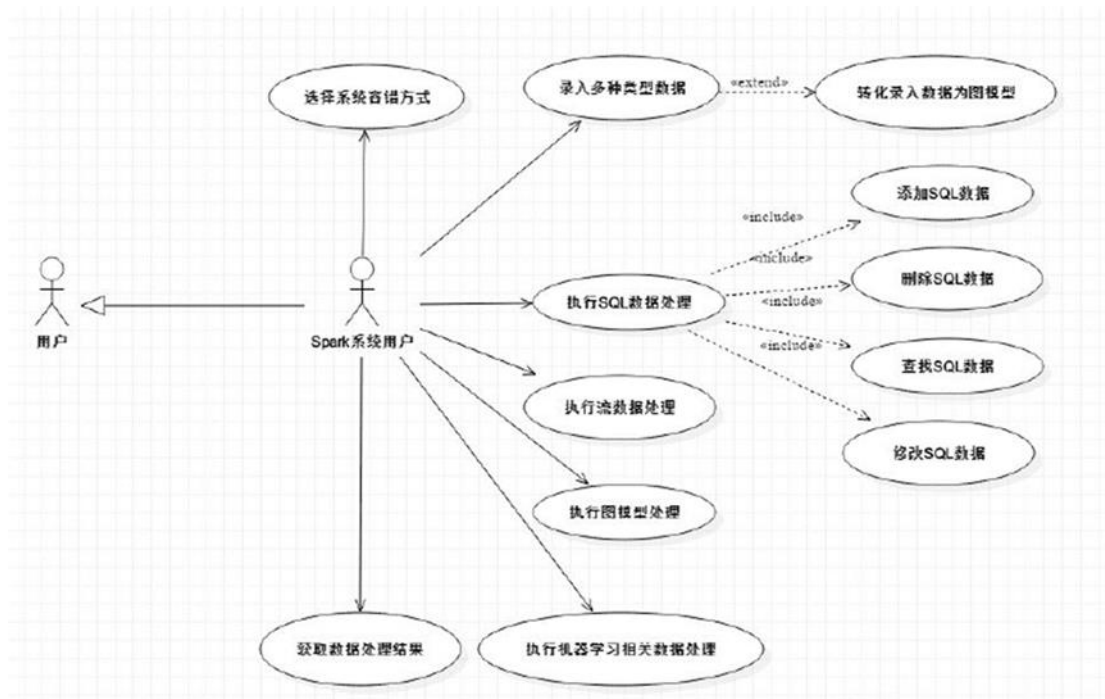 选择系统容错方式
录入多种类型数据
«extend»
转化录入数据为图模型
添加SQL数据
«include»
«include»
删除SQL数据
执行SQL数据处理
«include»
用户
Spark系统用户
«include»
查找SQL数据
执行流数据处理
修改SQL数据
执行图模型处理
获取数据处理结果
执行机器学习相关数据处理